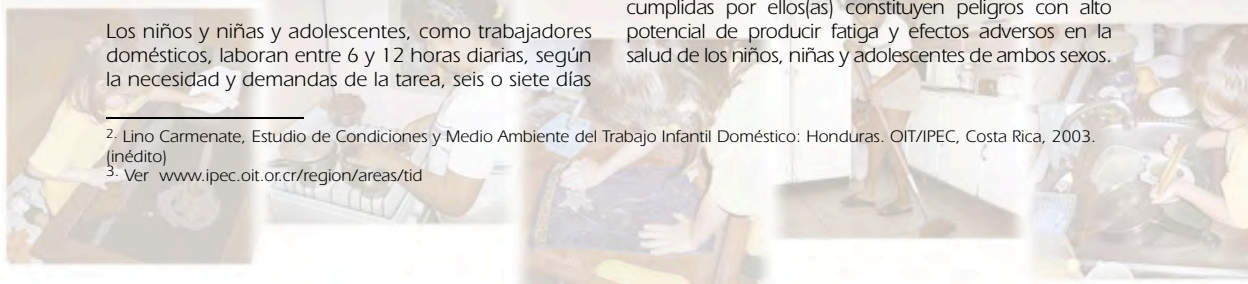 Los niños y niñas y adolescentes, como trabajadores
domésticos, laboran entre 6 y 12 horas diarias, según
la necesidad y demandas de la tarea, seis o siete días
cumplidas por ellos(as) constituyen peligros con alto
potencial de producir fatiga y efectos adversos en la
salud de los niños, niñas y adolescentes de ambos sexos.
2. Lino Carmenate, Estudio de Condiciones y Medio Ambiente del Trabajo Infantil Doméstico: Honduras. OIT/IPEC, Costa Rica, 2003.
(inédito)
3. Ver www.ipec.oit.or.cr/region/areas/tid